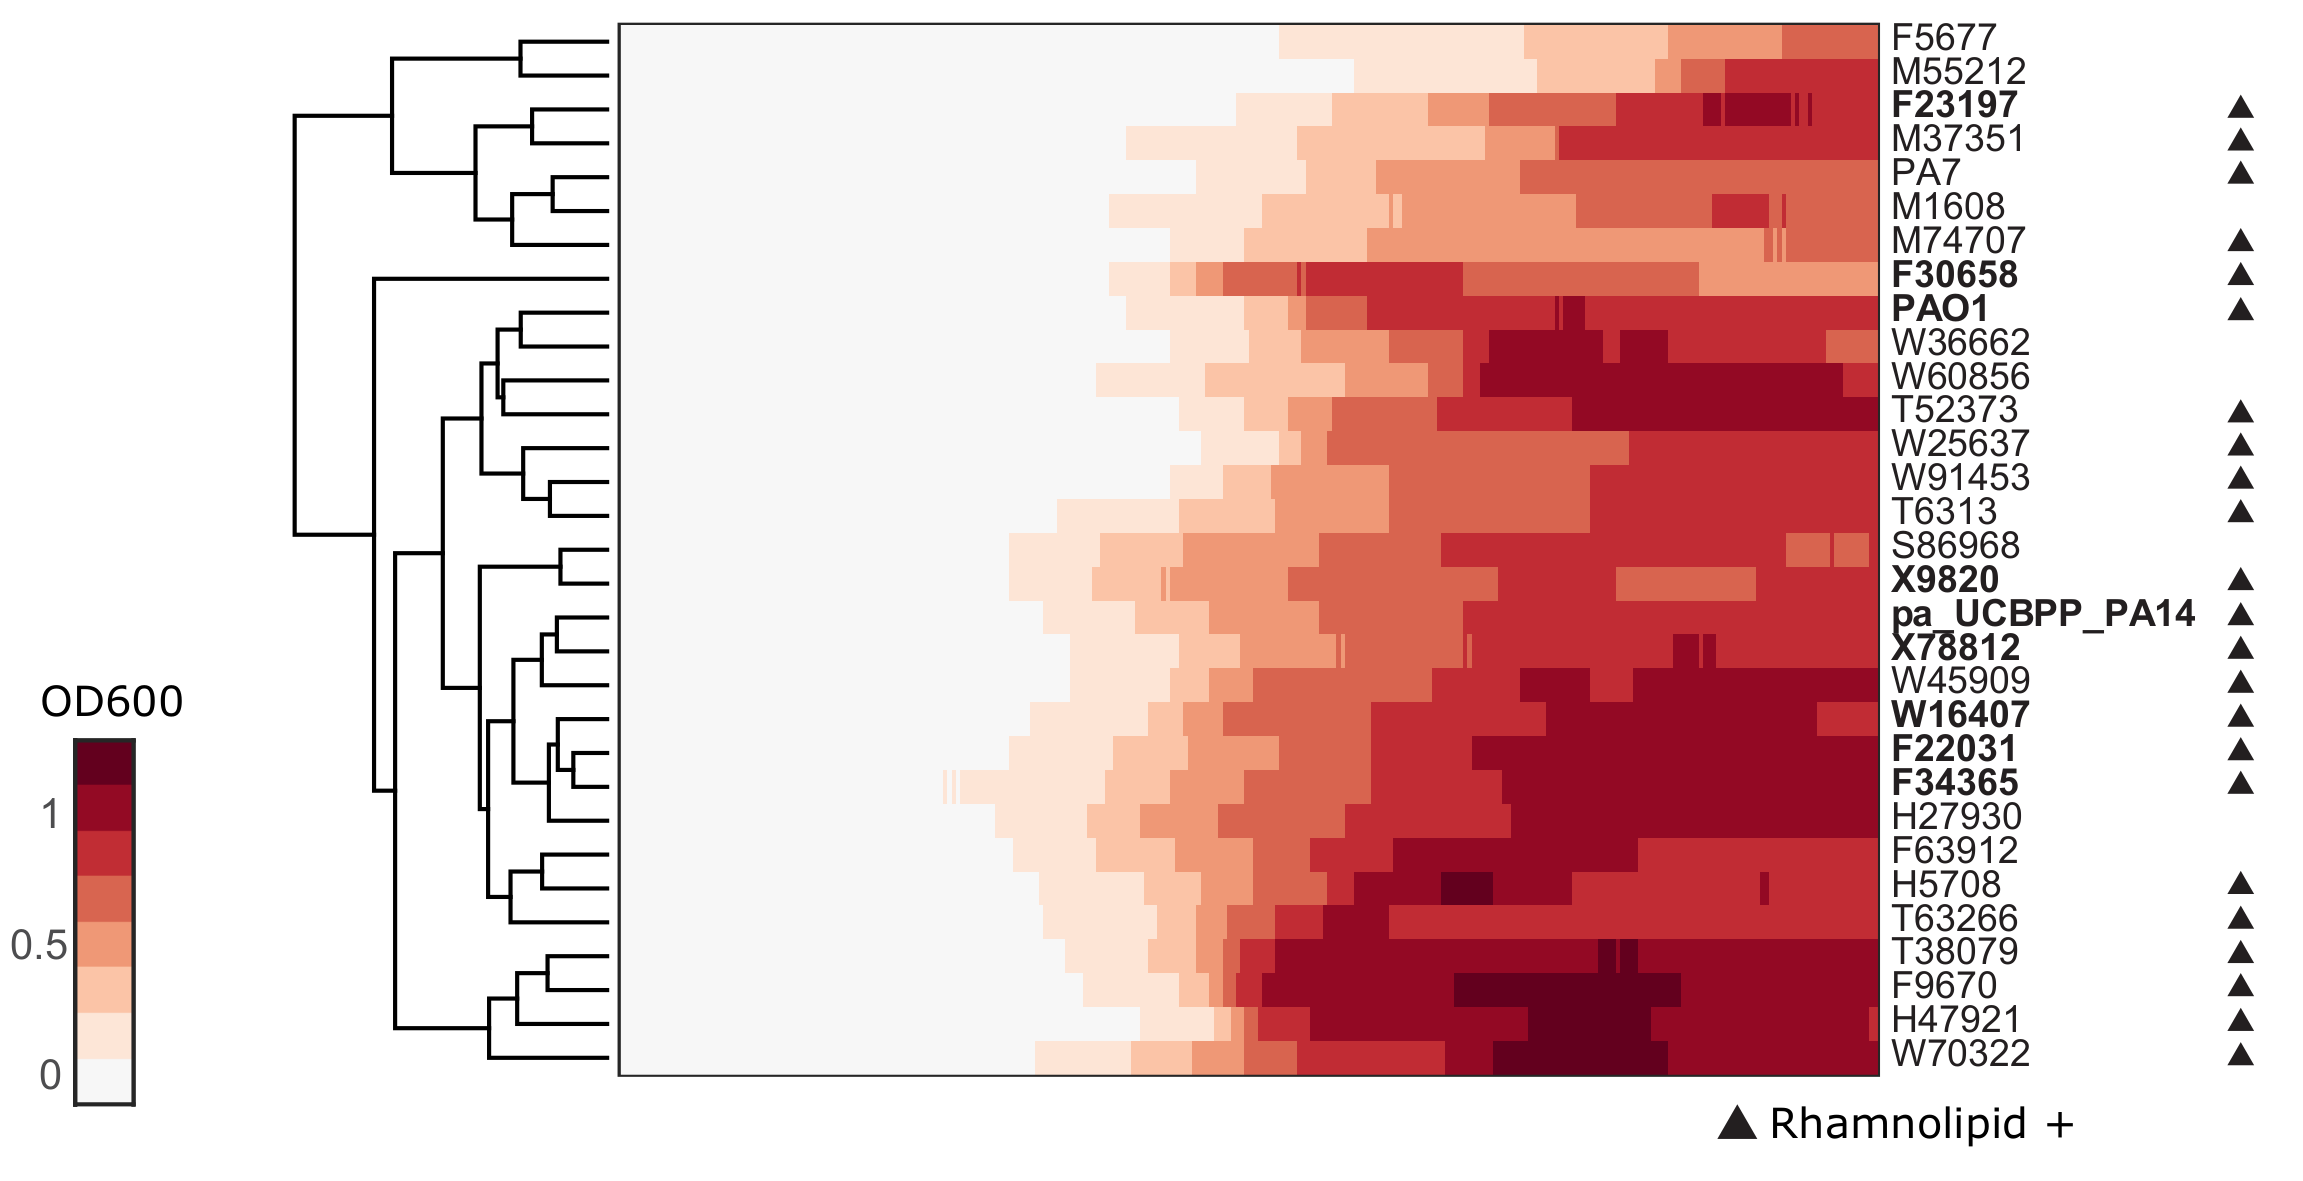 F5677
M55212
F23197
M37351
PA7
M1608
M74707
F30658
PAO1
W36662
W60856
T52373
W25637
W91453
T6313
S86968
X9820
pa_UCBPP_PA14
X78812
W45909
W16407
F22031
F34365
H27930
F63912
H5708
T63266
T38079
F9670
H47921
W70322
OD600
1
0.5
0
▲ Rhamnolipid +